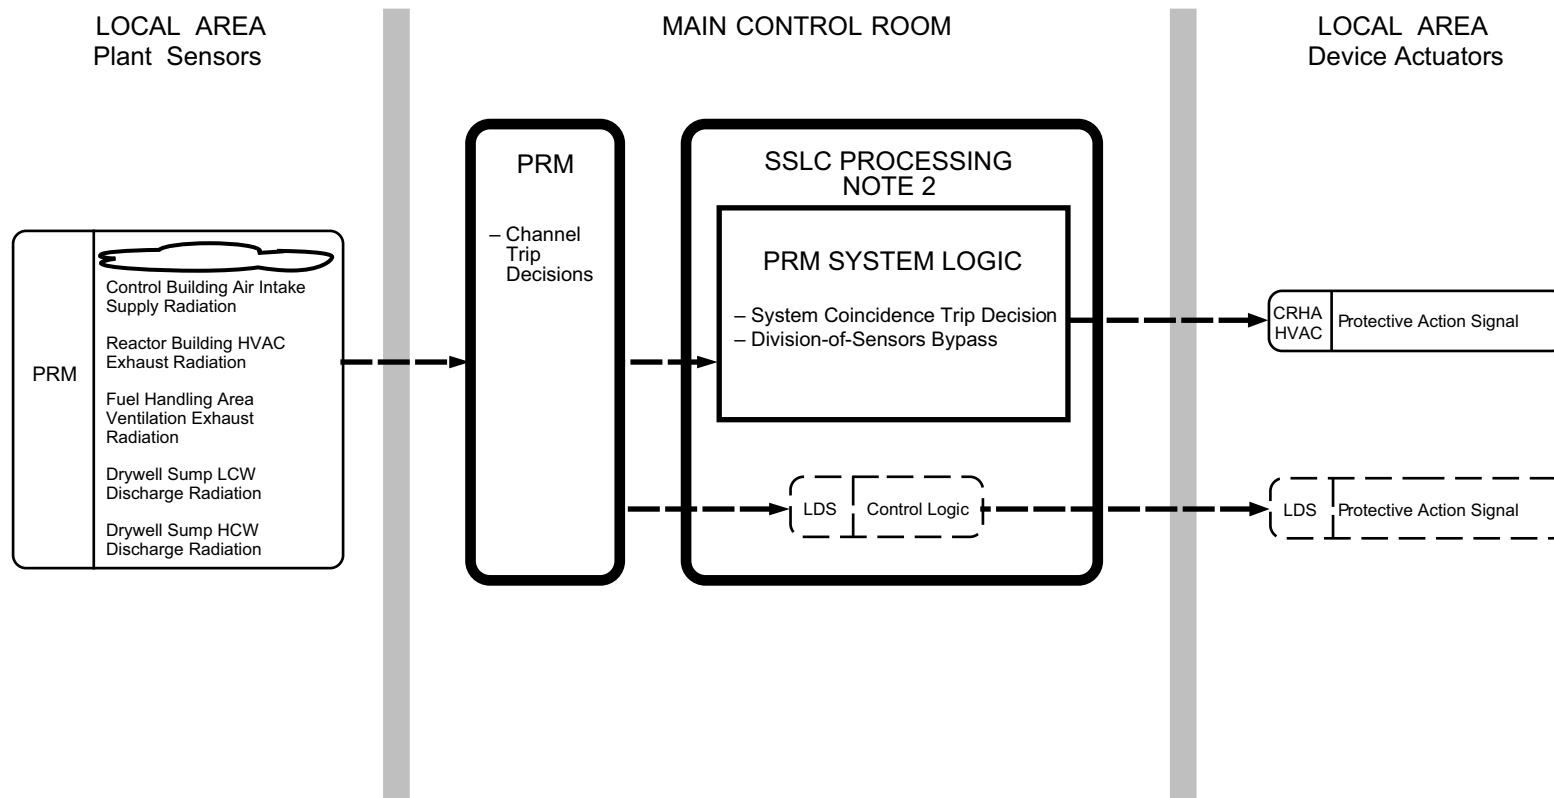 LOCAL AREA
Plant Sensors
MAIN CONTROL ROOM
LOCAL AREA
Device Actuators
PRM
Control Building Air Intake
Supply Radiation
Reactor Building HVAC
Exhaust Radiation
Fuel Handling Area
Ventilation Exhaust
Radiation
Drywell Sump LCW
Discharge Radiation
Drywell Sump HCW
Discharge Radiation
PRM
– Channel
Trip
Decisions
SSLC PROCESSING
NOTE 2
PRM SYSTEM LOGIC
– System Coincidence Trip Decision
– Division-of-Sensors Bypass
LDS
Control Logic
CRHA
HVAC
Protective Action Signal
LDS
Protective Action Signal